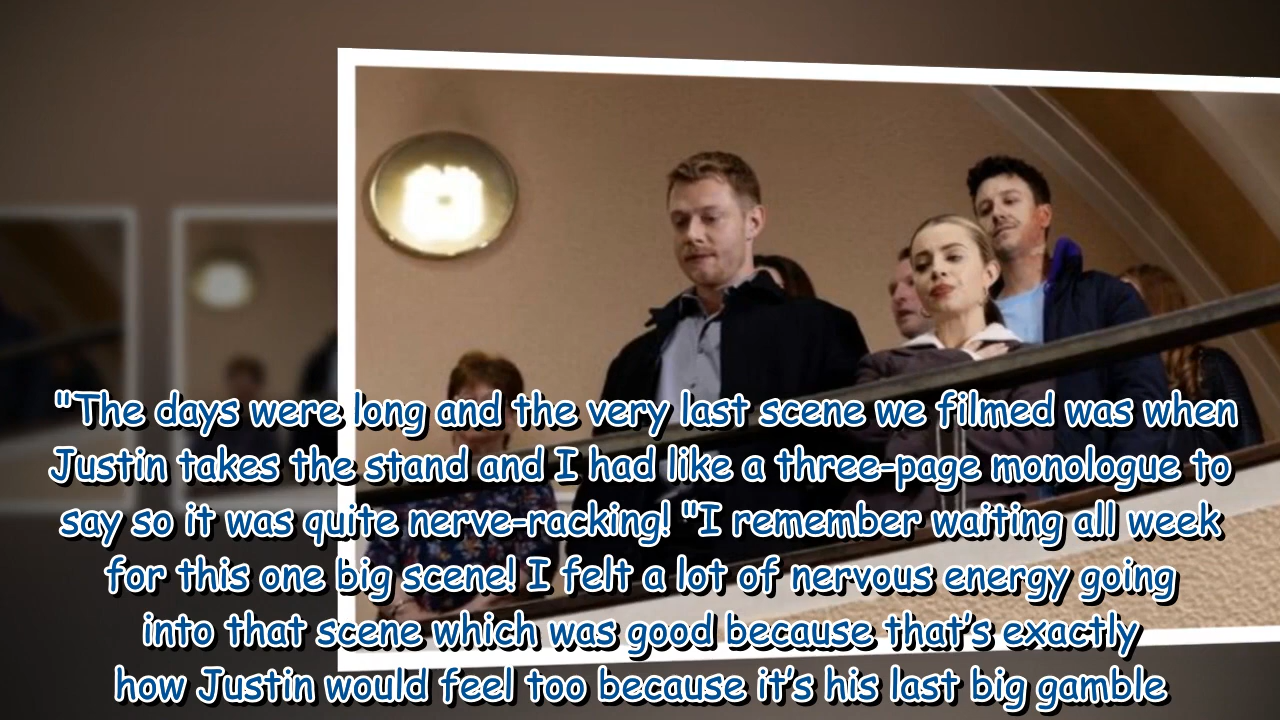 "The days were long and the very last scene we filmed was when
Justin takes the stand and I had like a three-page monologue to
say so it was quite nerve-racking! "I remember waiting all week
for this one big scene! I felt a lot of nervous energy going
into that scene which was good because that’s exactly
how Justin would feel too because it’s his last big gamble